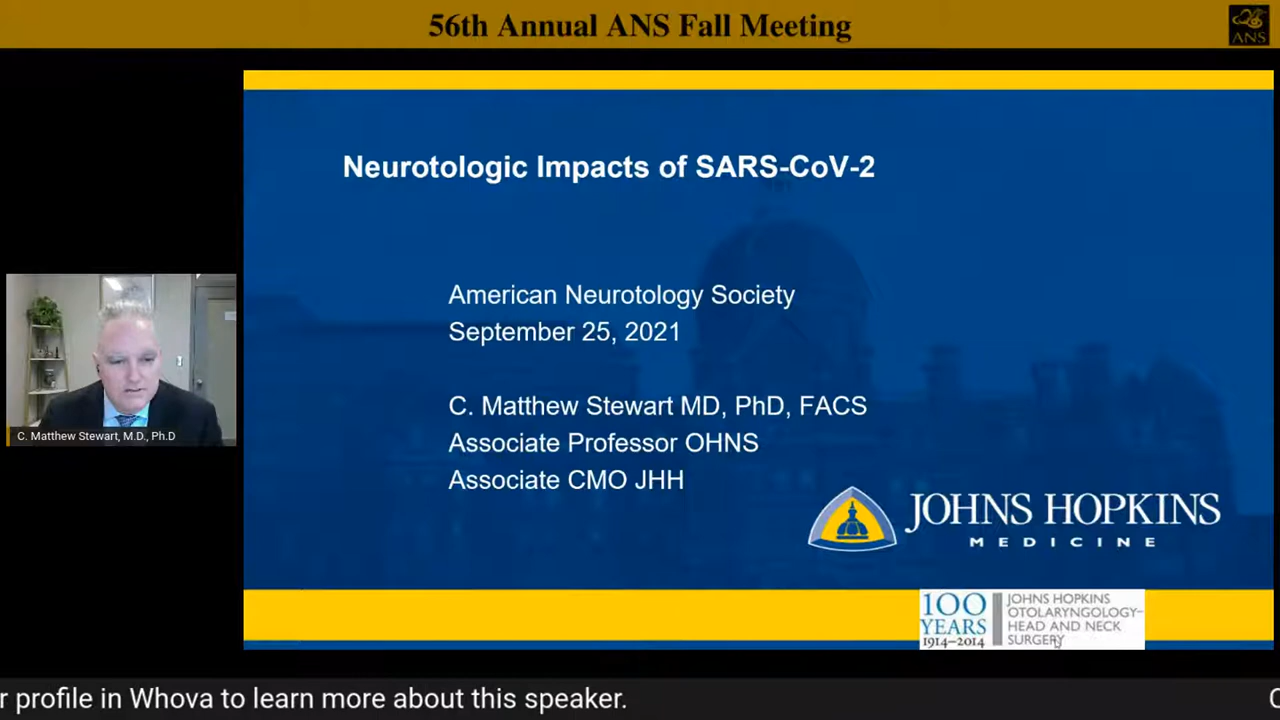 56th Annual ANS Fall Meeting
ANS
Neurotologic Impacts of SARS-CoV-2
American Neurotology Society
September 25, 2021
C. Matthew Stewart MD, PhD, FACS
Associate Professor OHNS
Associate CMO JHH
C. Matthew Stewart, M.D., Ph.D
JOHNS HOPKINS
MEDICINE
100
YEARS
1914–2014
JOHNS HOPKINS
OTOLARYNGOLOGY–
HEAD AND NECK
SURGERY
r profile in Whova to learn more about this speaker.